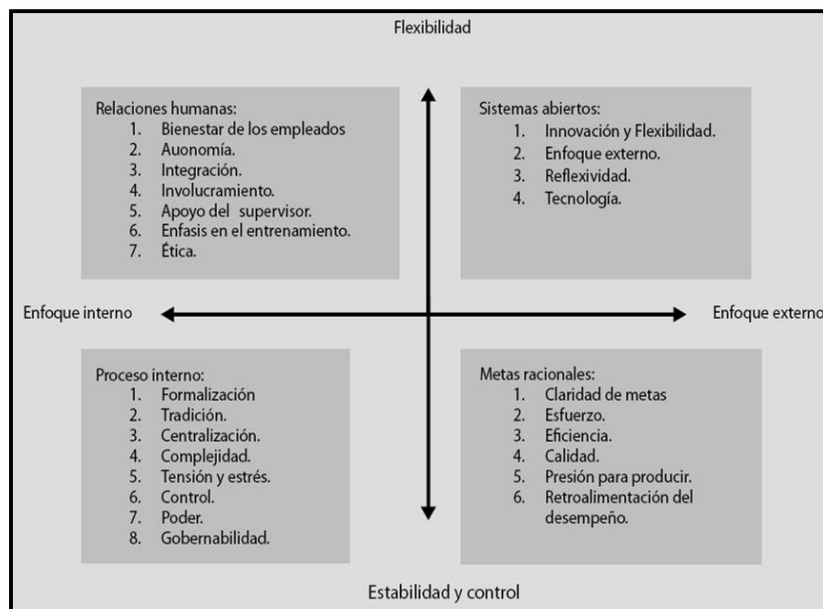 Flexibilidad
Relaciones humanas:
1. Bienestar de los empleados
2. Auonomía.
3. Integración.
4. Involucramiento.
5. Apoyo del supervisor.
6. Enfasis en el entrenamiento.
7. Ética.
Sistemas abiertos:
1. Innovación y Flexibilidad.
2. Enfoque externo.
3. Reflexividad.
4. Tecnología.
Enfoque interno
Enfoque externo
Proceso interno:
1. Formalización
2. Tradición.
3. Centralización.
4. Complejidad.
5. Tensión y estrés.
6. Control.
7. Poder.
8. Gobernabilidad.
Metas racionales:
1. Claridad de metas
2. Esfuerzo.
3. Eficiencia.
4. Calidad.
5. Presión para producir.
6. Retroalimentación del
desempeño.
Estabilidad y control